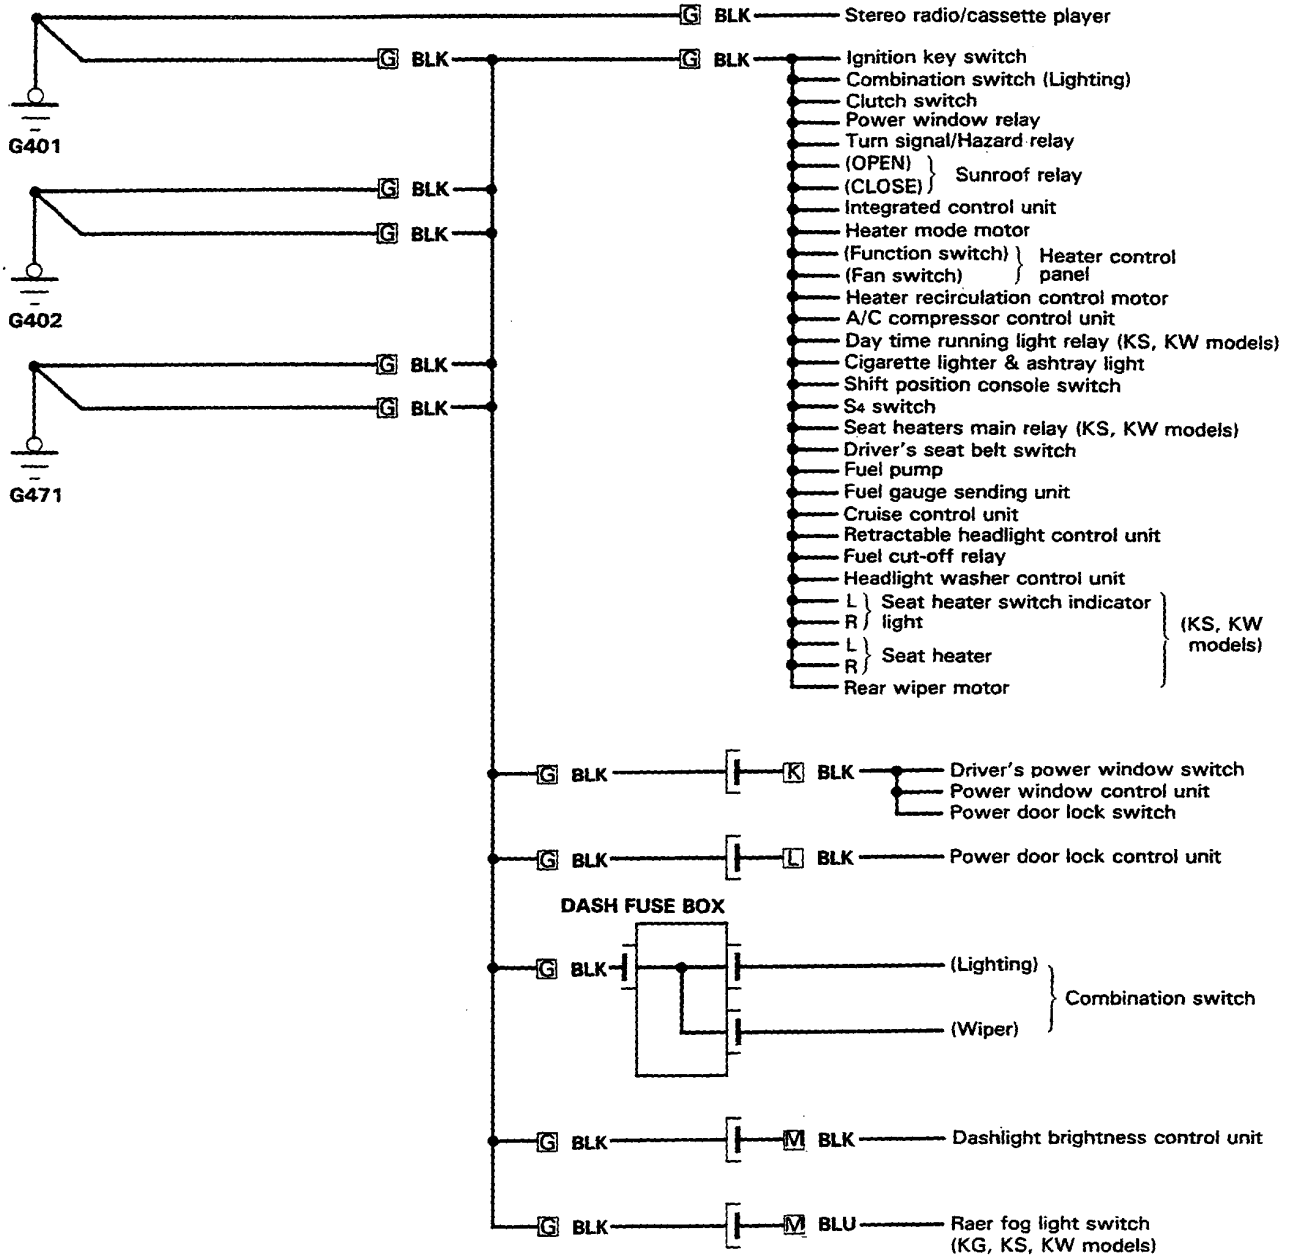 G BLK Stereo radio/cassette player
G BLK G BLK Ignition key switch
Combination switch (Lighting)
Clutch switch
Power window relay
G401
Turn signal/Hazard relay
(OPEN)
(CLOSE) Sunroof relay
G BLK
Integrated control unit
G BLK
Heater mode motor
(Function switch) Heater control
(Fan switch) panel
Heater recirculation control motor
G402
A/C compressor control unit
Day time running light relay (KS, KW models)
G BLK
Cigarette lighter & ashtray light
Shift position console switch
G BLK
S4 switch
Seat heaters main relay (KS, KW models)
Driver's seat belt switch
Fuel pump
G471
Fuel gauge sending unit
Cruise control unit
Retractable headlight control unit
Fuel cut-off relay
Headlight washer control unit
L Seat heater switch indicator
R light
(KS, KW
models)
L
R Seat heater
Rear wiper motor
G BLK K BLK Driver's power window switch
Power window control unit
Power door lock switch
G BLK L BLK Power door lock control unit
DASH FUSE BOX
G BLK (Lighting)
Combination switch
(Wiper)
G BLK M BLK Dashlight brightness control unit
G BLK M BLU Raer fog light switch
(KG, KS, KW models)